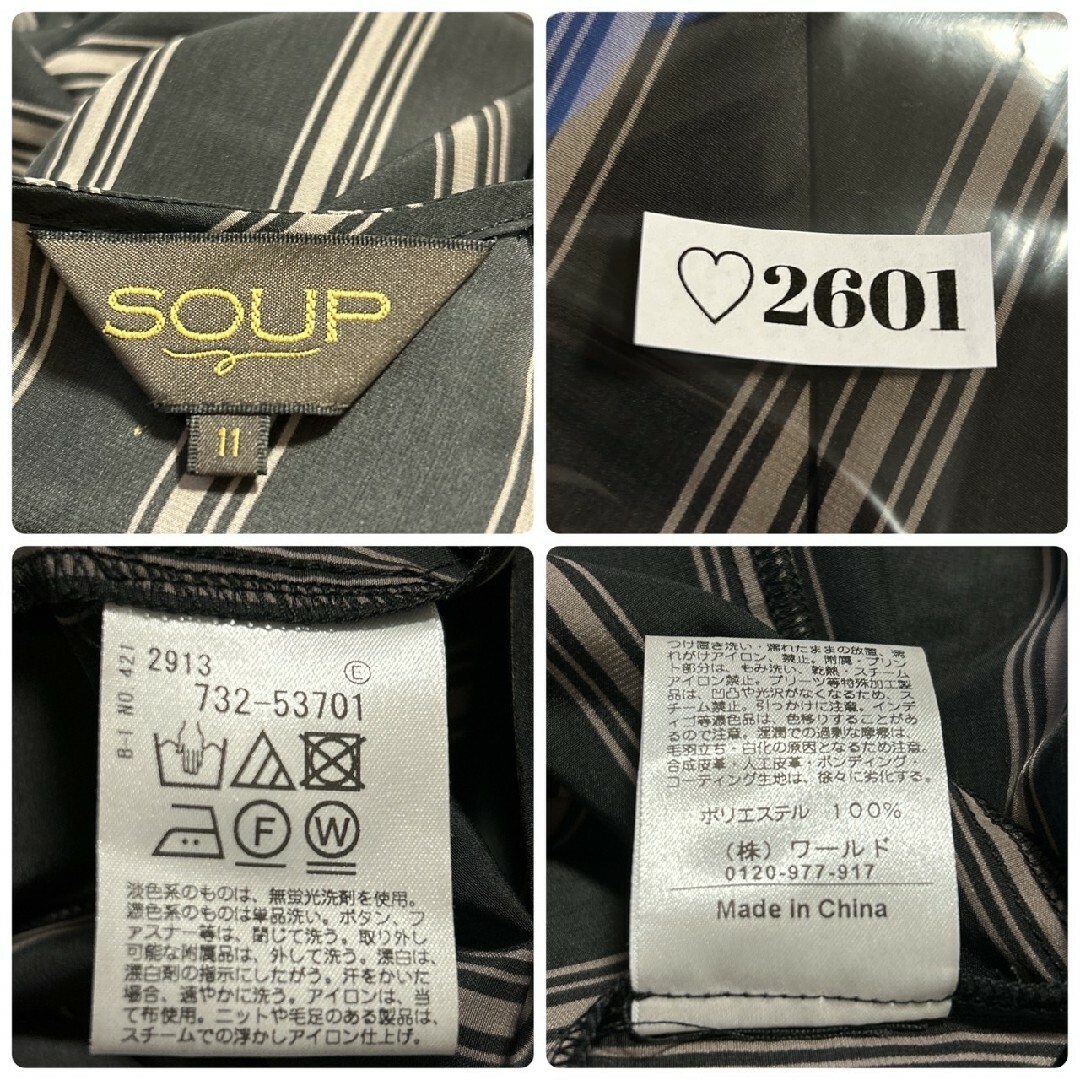 SOUP
11
♡2601
B-I NO 421
2913
Ⓔ
732-53701
F
W
淡色系のものは、無蛍光洗剤を使用。
濃色系のものは単品洗い。ボタン、フ
ァスナー等は、閉じて洗う。取り外し
可能な附属品は、外して洗う。漂白は、
漂白剤の指示にしたがう。汗をかいた
場合、速やかに洗う。アイロンは、当
て布使用。ニットや毛足のある製品は、
スチームでの浮かしアイロン仕上げ。
つけ置き洗い・濡れたままの放置、濡
れがけアイロン、禁止。附属・プリン
ト部分は、もみ洗い、乾熱・スチーム
アイロン禁止。プリーツ等特殊加工製
品は、凹凸や光沢がなくなるため、ス
チーム禁止。引っかけに注意。インデ
ィゴ等濃色品は、色移りすることがあ
るので注意。湿潤での過剰な摩擦は、
毛羽立ち・白化の原因となるため注意。
合成皮革・人工皮革・ボンディング・
コーティング生地は、徐々に劣化する。
ポリエステル 100%
(株) ワールド
0120-977-917
Made in China